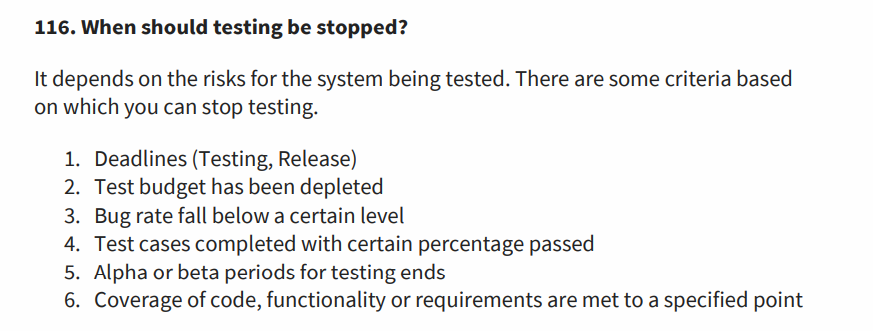 116. When should testing be stopped?
It depends on the risks for the system being tested. There are some criteria based
on which you can stop testing.
1. Deadlines (Testing, Release)
2. Test budget has been depleted
3. Bug rate fall below a certain level
4. Test cases completed with certain percentage passed
5. Alpha or beta periods for testing ends
6. Coverage of code, functionality or requirements are met to a specified point